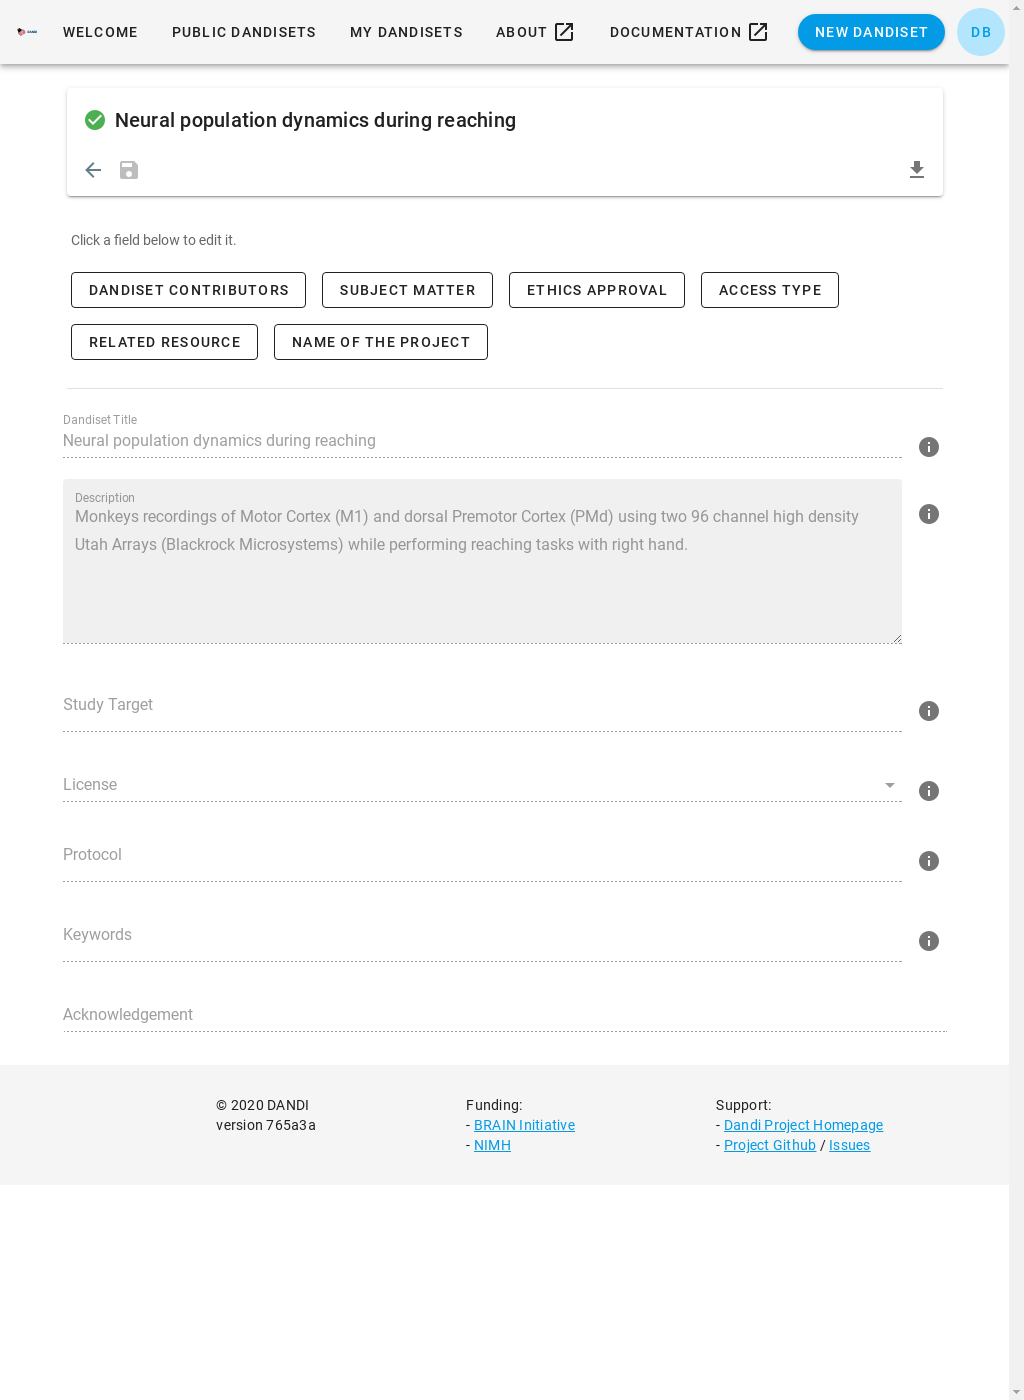 WELCOME PUBLIC DANDISETS MY DANDISETS ABOUT DOCUMENTATION NEW DANDISET DB
Neural population dynamics during reaching
Click a field below to edit it.
DANDISET CONTRIBUTORS SUBJECT MATTER ETHICS APPROVAL ACCESS TYPE
RELATED RESOURCE NAME OF THE PROJECT
Dandiset Title
Neural population dynamics during reaching
Description
Monkeys recordings of Motor Cortex (M1) and dorsal Premotor Cortex (PMd) using two 96 channel high density
Utah Arrays (Blackrock Microsystems) while performing reaching tasks with right hand.
Study Target
License
Protocol
Keywords
Acknowledgement
© 2020 DANDI
version 765a3a
Funding:
- BRAIN Initiative
- NIMH
Support:
- Dandi Project Homepage
- Project Github / Issues